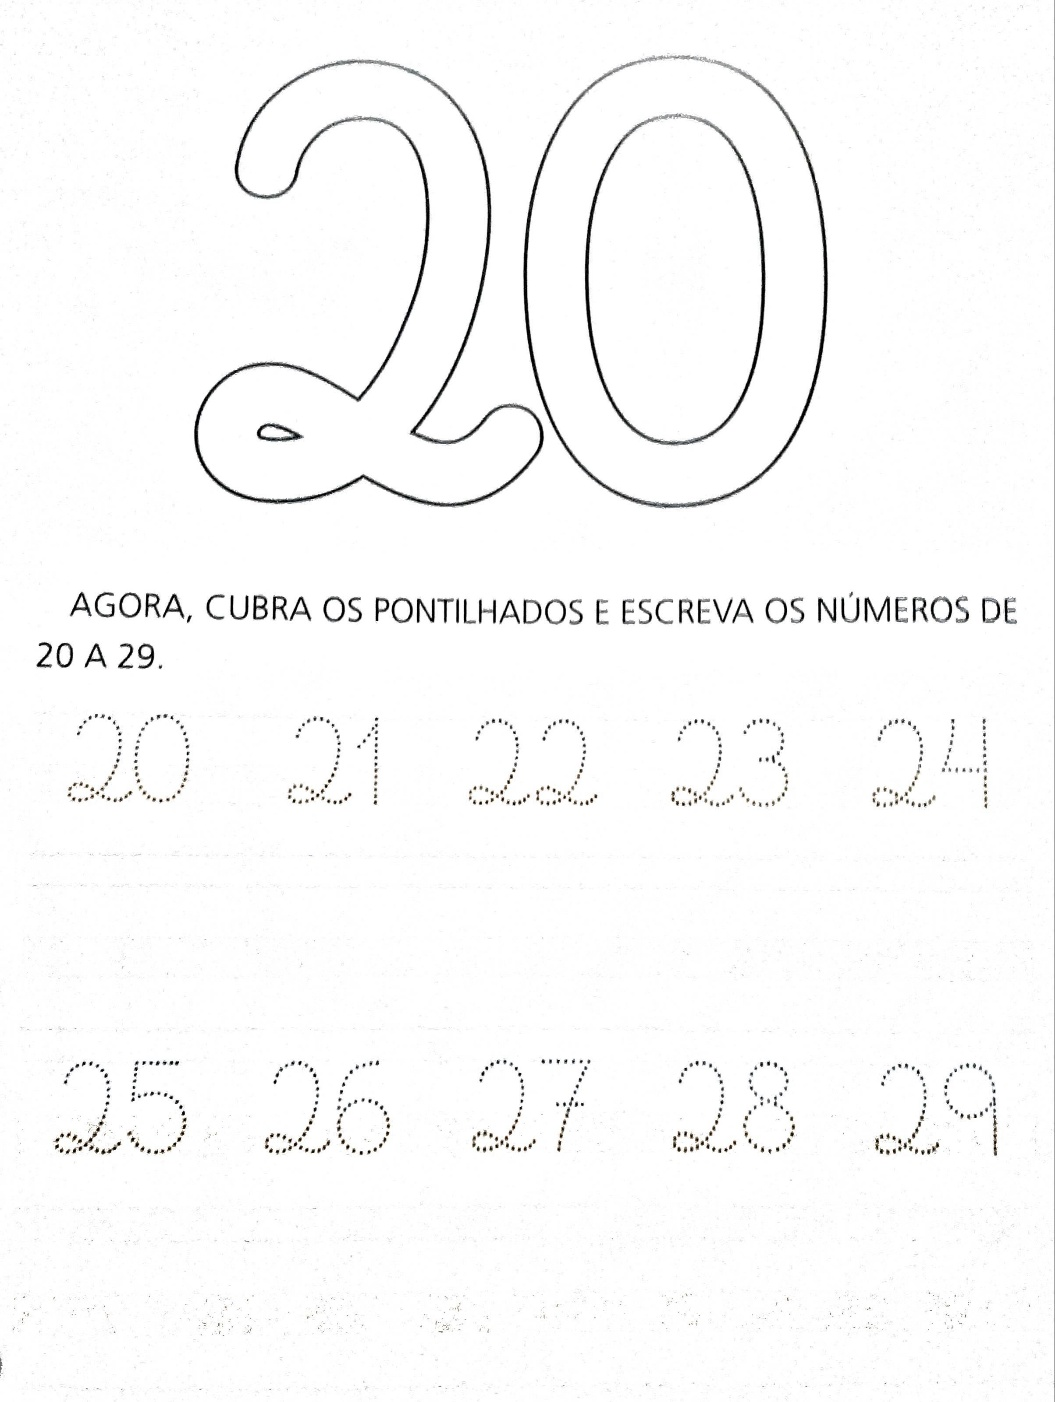 20
AGORA, CUBRA OS PONTILHADOS E ESCREVA OS NÚMEROS DE
20 A 29.
20 21 22 23 24
25 26 27 28 29